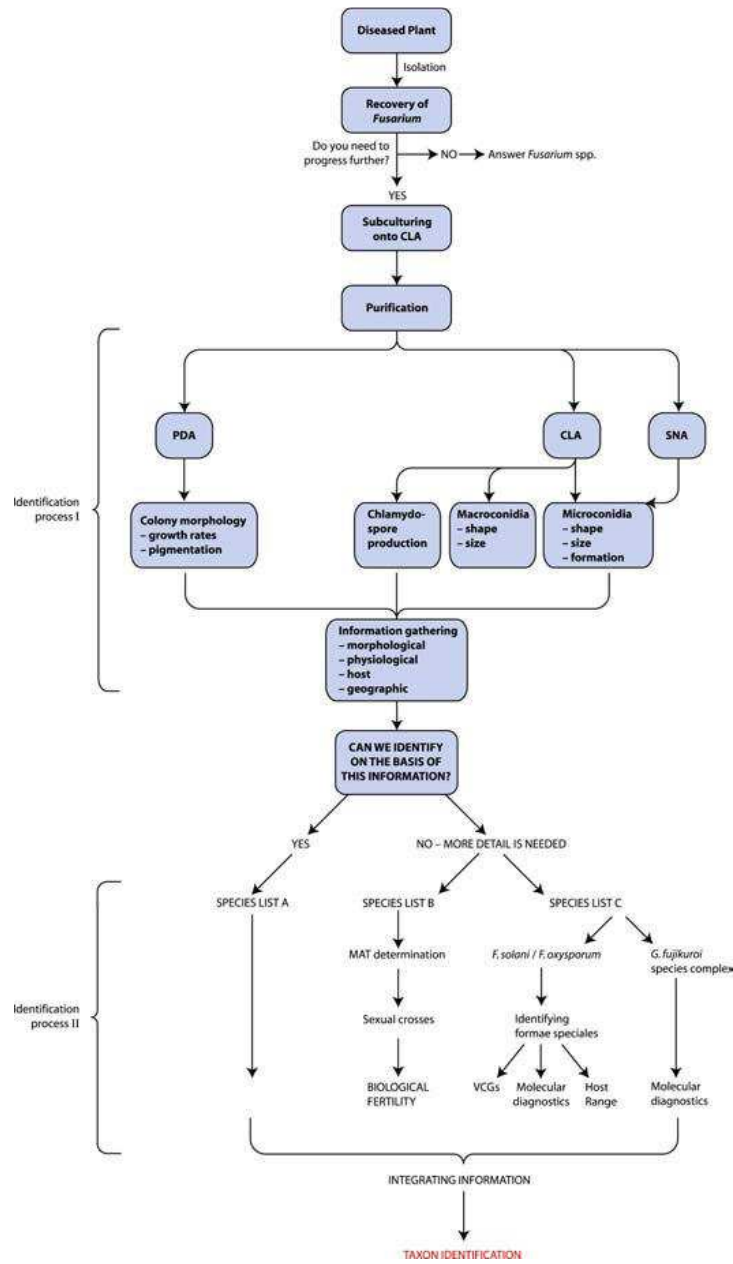 Diseased Plant
Isolation
Recovery of
Fusarium
Do you need to
progress further?
NO
Answer Fusarium spp.
YES
Subculturing
onto CLA
Purification
Identification
process I
PDA
CLA
SNA
Colony morphology
– growth rates
– pigmentation
Chlamydo-
spore
production
Macroconidia
– shape
– size
Microconidia
– shape
– size
– formation
Information gathering
– morphological
– physiological
– host
– geographic
CAN WE IDENTIFY
ON THE BASIS OF
THIS INFORMATION?
YES
NO – MORE DETAIL IS NEEDED
Identification
process II
SPECIES LIST A
SPECIES LIST B
SPECIES LIST C
MAT determination
F. solani / F. oxysporum
G. fujikuroi
species complex
Sexual crosses
Identifying
formae speciales
BIOLOGICAL
FERTILITY
VCGs
Molecular
diagnostics
Host
Range
Molecular
diagnostics
INTEGRATING INFORMATION
TAXON IDENTIFICATION